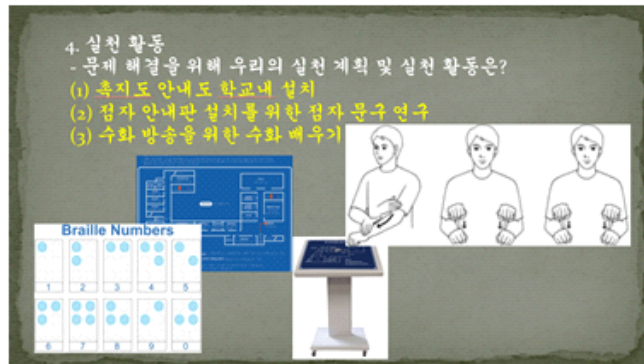 4. 실천 활동
- 문제 해결을 위해 우리의 실천 계획 및 실천 활동은?
(1) 촉지도 안내도 학교내 설치
(2) 점자 안내판 설치를 위한 점자 문구 연구
(3) 수화 방송을 위한 수화 배우기
Braille Numbers
1 2 3 4 5
6 7 8 9 0